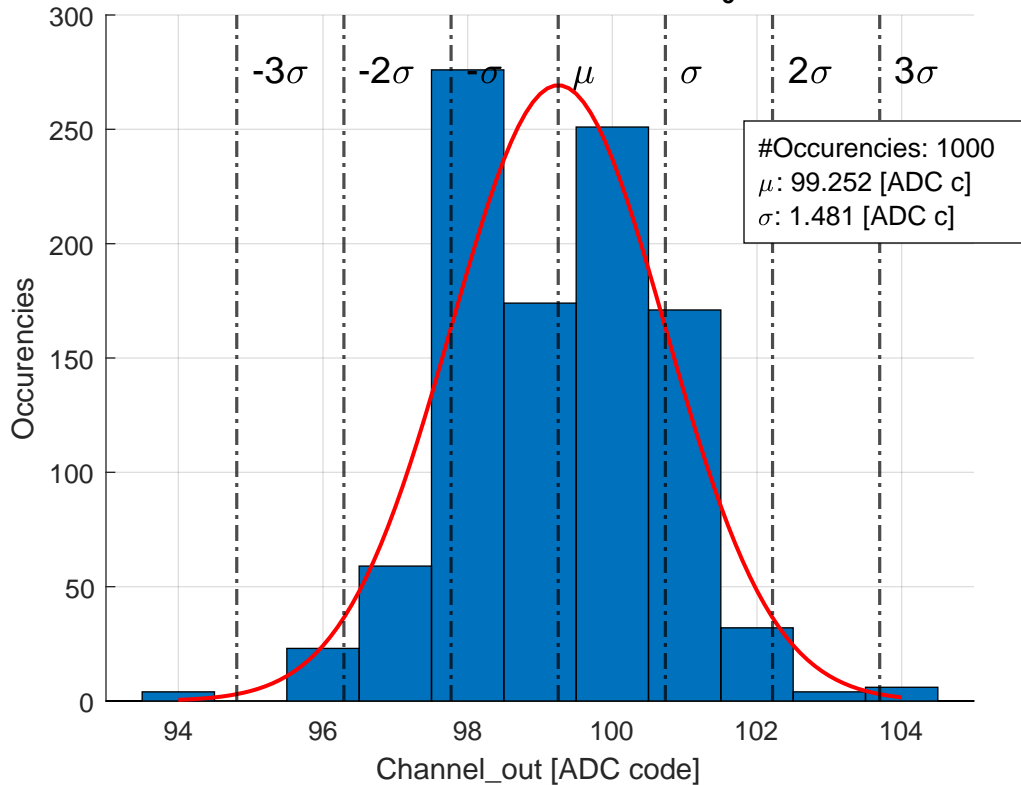 300
250
200
150
100
50
0
-3σ
-2σ
-σ
μ
σ
2σ
3σ
#Occurencies: 1000
μ: 99.252 [ADC c]
σ: 1.481 [ADC c]
Occurencies
94
96
98
100
102
104
Channel_out [ADC code]